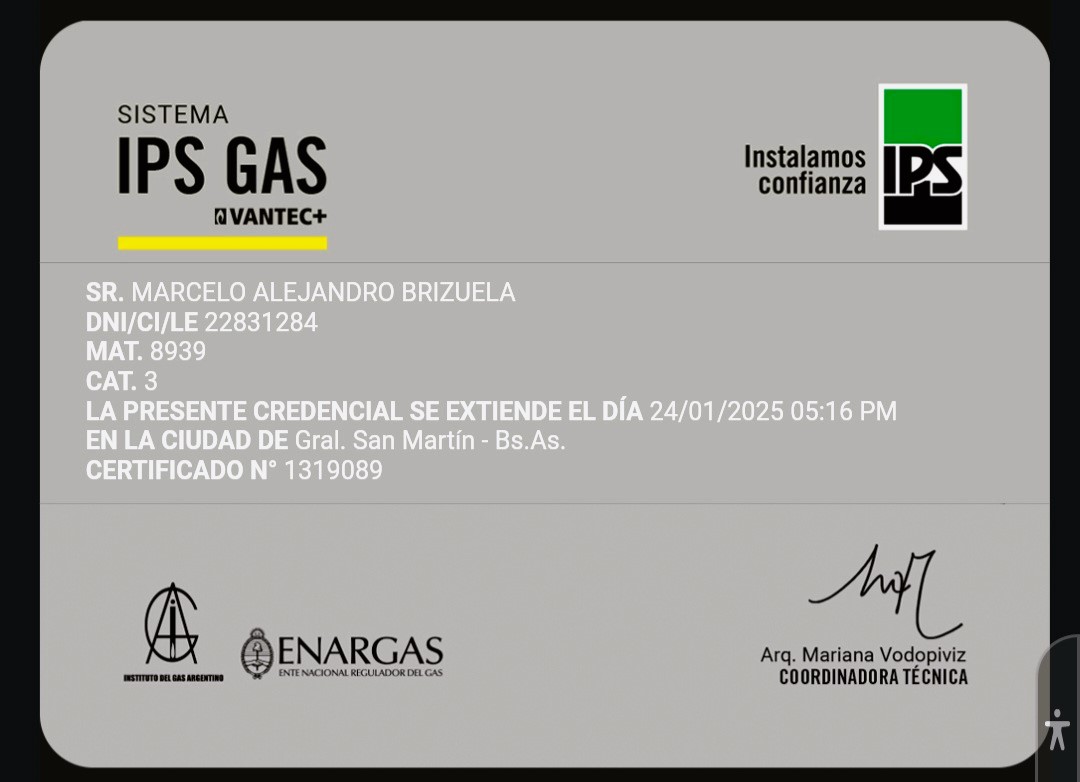 SISTEMA
IPS GAS
VANTEC+
Instalamos
confianza
IPS
SR. MARCELO ALEJANDRO BRIZUELA
DNI/CI/LE 22831284
MAT. 8939
CAT. 3
LA PRESENTE CREDENCIAL SE EXTIENDE EL DÍA 24/01/2025 05:16 PM
EN LA CIUDAD DE Gral. San Martín - Bs.As.
CERTIFICADO N° 1319089
IGA
INSTITUTO DEL GAS ARGENTINO
ENARGAS
ENTE NACIONAL REGULADOR DEL GAS
Arq. Mariana Vodopiviz
COORDINADORA TÉCNICA